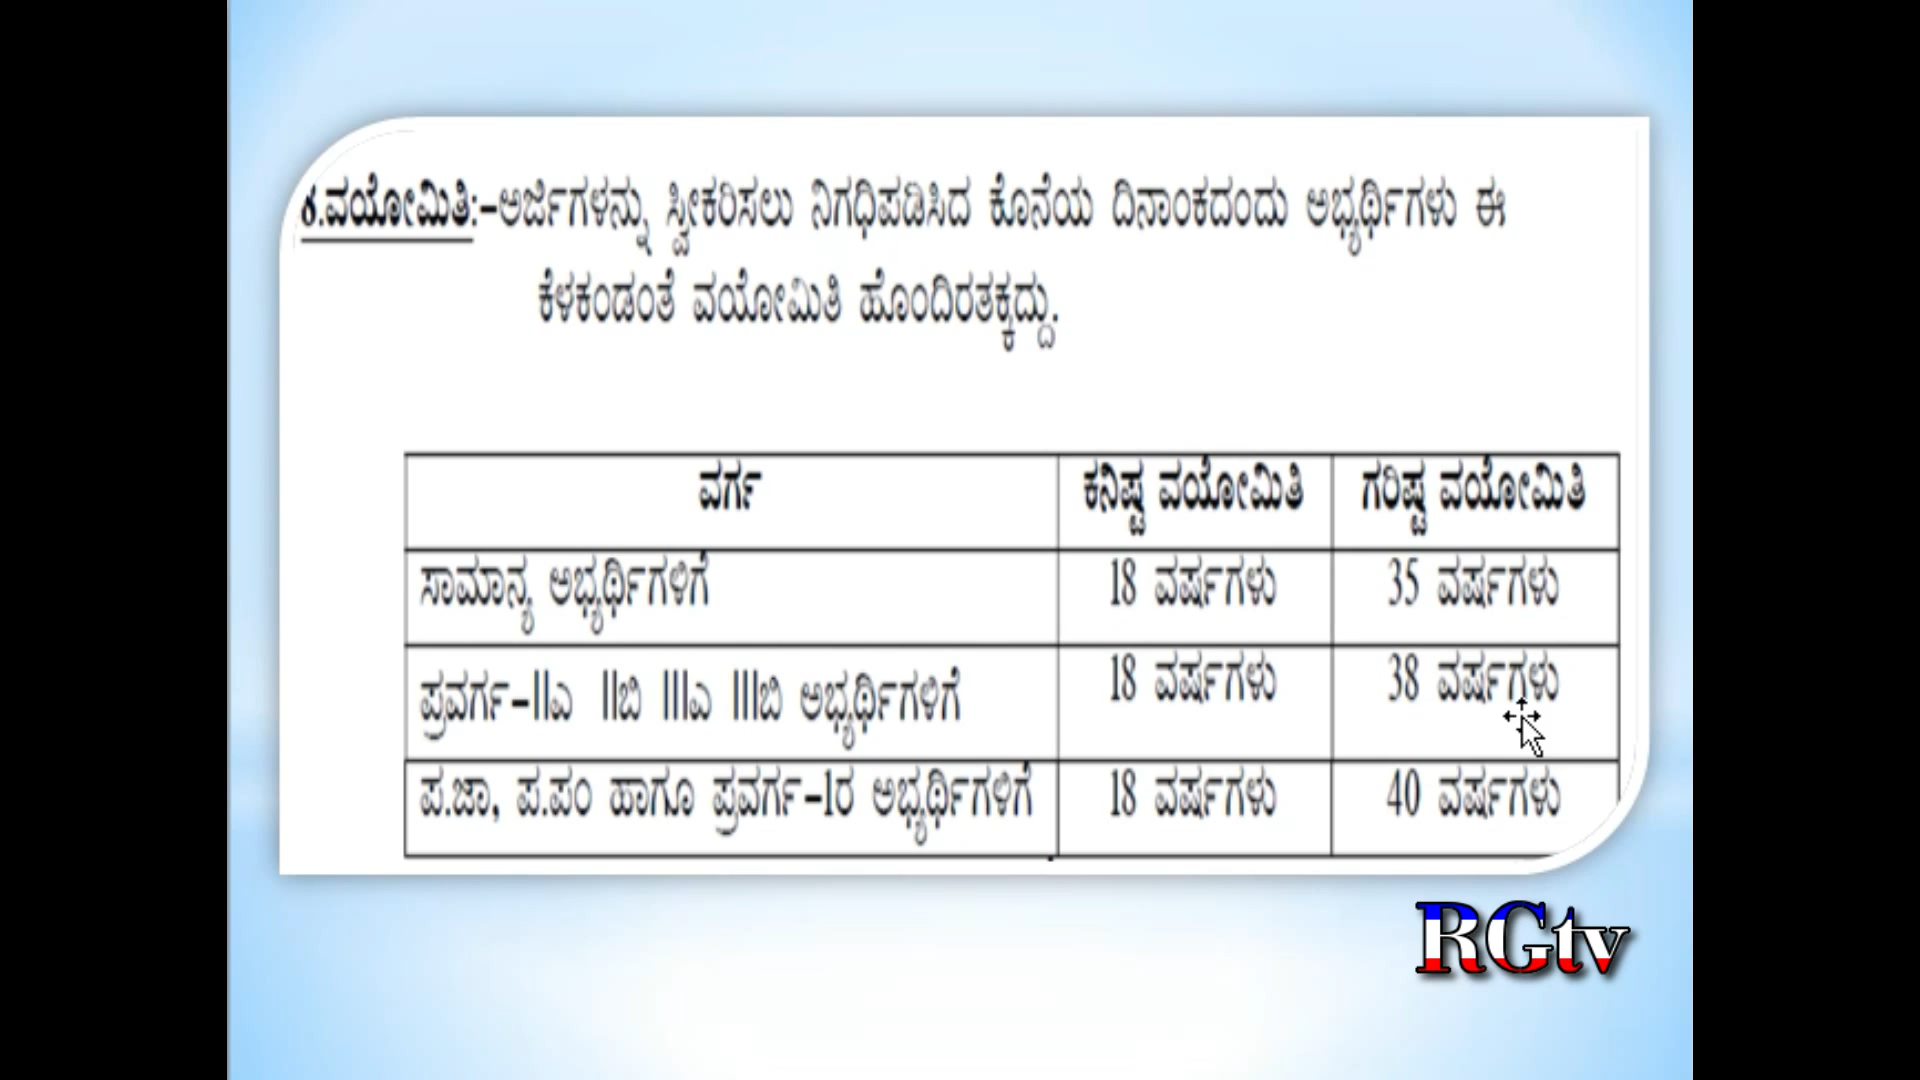 8.ವಯೋಮಿತಿ:-ಅರ್ಜಿಗಳನ್ನು ಸ್ವೀಕರಿಸಲು ನಿಗಧಿಪಡಿಸಿದ ಕೊನೆಯ ದಿನಾಂಕದಂದು ಅಭ್ಯರ್ಥಿಗಳು ಈ
ಕೆಳಕಂಡಂತೆ ವಯೋಮಿತಿ ಹೊಂದಿರತಕ್ಕದ್ದು.
ವರ್ಗ ಕನಿಷ್ಟ ವಯೋಮಿತಿ ಗರಿಷ್ಟ ವಯೋಮಿತಿ
ಸಾಮಾನ್ಯ ಅಭ್ಯರ್ಥಿಗಳಿಗೆ 18 ವರ್ಷಗಳು 35 ವರ್ಷಗಳು
ಪ್ರವರ್ಗ-IIಎ IIಬಿ IIIಎ IIIಬಿ ಅಭ್ಯರ್ಥಿಗಳಿಗೆ 18 ವರ್ಷಗಳು 38 ವರ್ಷಗಳು
ಪ.ಜಾ, ಪ.ಪಂ ಹಾಗೂ ಪ್ರವರ್ಗ-1ರ ಅಭ್ಯರ್ಥಿಗಳಿಗೆ 18 ವರ್ಷಗಳು 40 ವರ್ಷಗಳು
RGtv